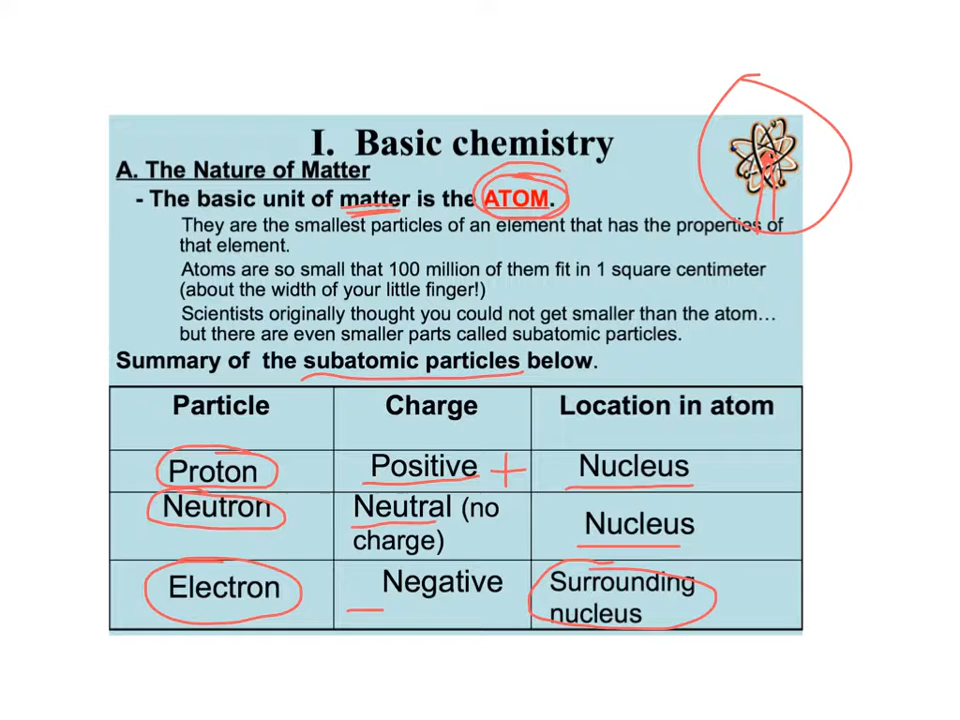 I. Basic chemistry
A. The Nature of Matter
- The basic unit of matter is the ATOM.
They are the smallest particles of an element that has the properties of
that element.
Atoms are so small that 100 million of them fit in 1 square centimeter
(about the width of your little finger!)
Scientists originally thought you could not get smaller than the atom…
but there are even smaller parts called subatomic particles.
Summary of the subatomic particles below.
Particle Charge Location in atom
Proton Positive + Nucleus
Neutron Neutral (no
charge) Nucleus
Electron Negative Surrounding
nucleus